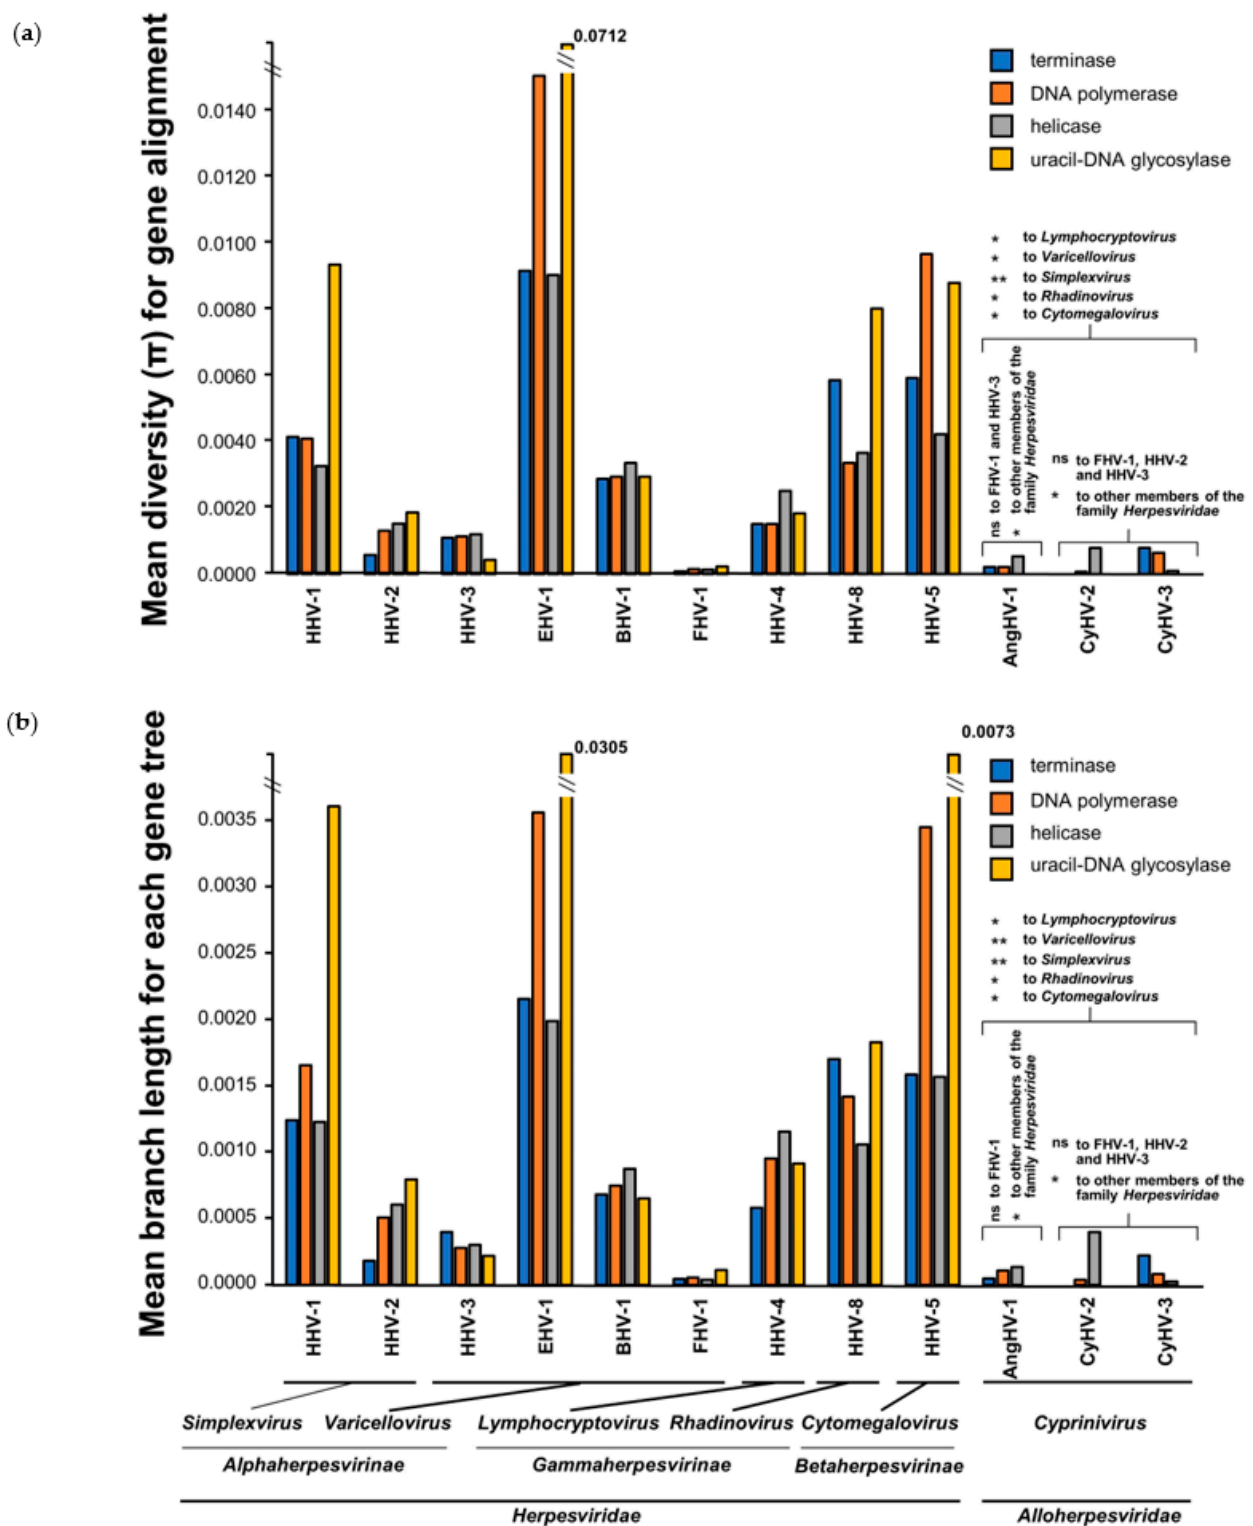 (a)
Mean diversity (π) for gene alignment
0.0140
0.0120
0.0100
0.0080
0.0060
0.0040
0.0020
0.0000
0.0712
terminase
DNA polymerase
helicase
uracil-DNA glycosylase
* to Lymphocryptovirus
* to Varicellovirus
** to Simplexvirus
* to Rhadinovirus
* to Cytomegalovirus
ns to FHV-1 and HHV-3
* to other members of the
family Herpesviridae
ns to FHV-1, HHV-2
and HHV-3
* to other members of the
family Herpesviridae
HHV-1
HHV-2
HHV-3
EHV-1
BHV-1
FHV-1
HHV-4
HHV-8
HHV-5
AngHV-1
CyHV-2
CyHV-3
(b)
Mean branch length for each gene tree
0.0035
0.0030
0.0025
0.0020
0.0015
0.0010
0.0005
0.0000
0.0305
0.0073
terminase
DNA polymerase
helicase
uracil-DNA glycosylase
* to Lymphocryptovirus
** to Varicellovirus
** to Simplexvirus
* to Rhadinovirus
* to Cytomegalovirus
ns to FHV-1
* to other members of the
family Herpesviridae
ns to FHV-1, HHV-2
and HHV-3
* to other members of the
family Herpesviridae
HHV-1
HHV-2
HHV-3
EHV-1
BHV-1
FHV-1
HHV-4
HHV-8
HHV-5
AngHV-1
CyHV-2
CyHV-3
Simplexvirus Varicellovirus Lymphocryptovirus Rhadinovirus Cytomegalovirus Cyprinivirus
Alphaherpesvirinae Gammaherpesvirinae Betaherpesvirinae
Herpesviridae Alloherpesviridae